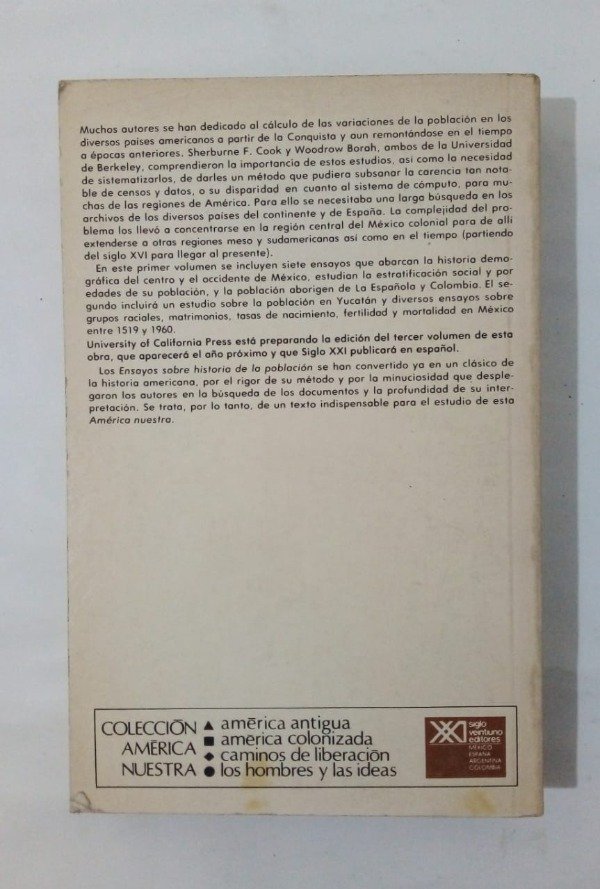 Muchos autores se han dedicado al cálculo de las variaciones de la población en los
diversos países americanos a partir de la Conquista y aun remontándose en el tiempo
a épocas anteriores. Sherburne F. Cook y Woodrow Borah, ambos de la Universidad
de Berkeley, comprendieron la importancia de estos estudios, así como la necesidad
de sistematizarlos, de darles un método que pudiera subsanar la carencia tan nota-
ble de censos y datos, o su disparidad en cuanto al sistema de cómputo, para mu-
chas de las regiones de América. Para ello se necesitaba una larga búsqueda en los
archivos de los diversos países del continente y de España. La complejidad del pro-
blema los llevó a concentrarse en la región central del México colonial para de allí
extenderse a otras regiones meso y sudamericanas así como en el tiempo (partiendo
del siglo XVI para llegar al presente).
En este primer volumen se incluyen siete ensayos que abarcan la historia demo-
gráfica del centro y el occidente de México, estudian la estratificación social y por
edades de su población, y la población aborigen de La Española y Colombia. El se-
gundo incluirá un estudio sobre la población en Yucatán y diversos ensayos sobre
grupos raciales, matrimonios, tasas de nacimiento, fertilidad y mortalidad en México
entre 1519 y 1960.
University of California Press está preparando la edición del tercer volumen de esta
obra, que aparecerá el año próximo y que Siglo XXI publicará en español.
Los Ensayos sobre historia de la población se han convertido ya en un clásico de
la historia americana, por el rigor de su método y por la minuciosidad que desple-
garon los autores en la búsqueda de los documentos y la profundidad de su inter-
pretación. Se trata, por lo tanto, de un texto indispensable para el estudio de esta
América nuestra.
COLECCIÓN
AMÉRICA
NUESTRA
▲ américa antigua
■ américa colonizada
◆ caminos de liberación
● los hombres y las ideas
XXI
siglo
veintiuno
editores
MÉXICO
ESPAÑA
ARGENTINA
COLOMBIA